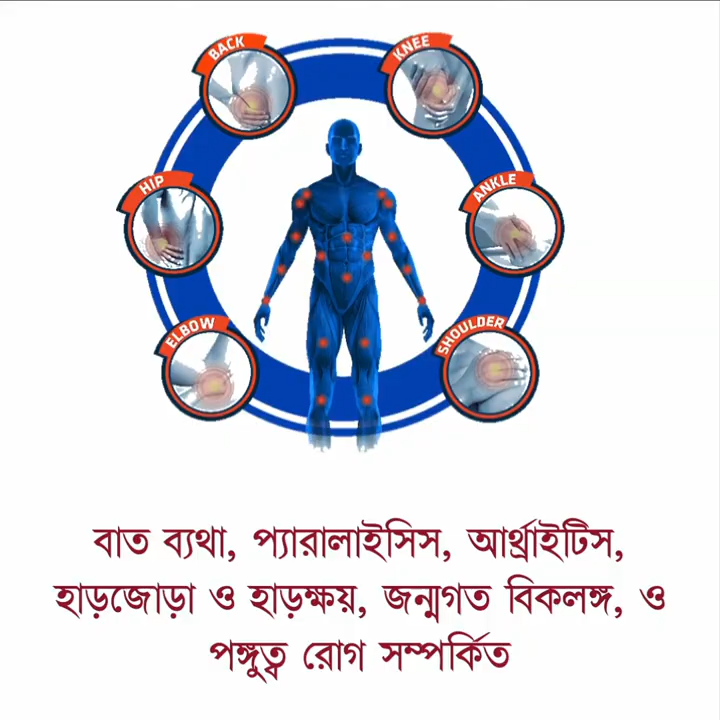 BACK
KNEE
HIP
ANKLE
ELBOW
SHOULDER
বাত ব্যথা, প্যারালাইসিস, আর্থ্রাইটিস,
হাড়জোড়া ও হাড়ক্ষয়, জন্মগত বিকলঙ্গ, ও
পঙ্গুত্ব রোগ সম্পর্কিত